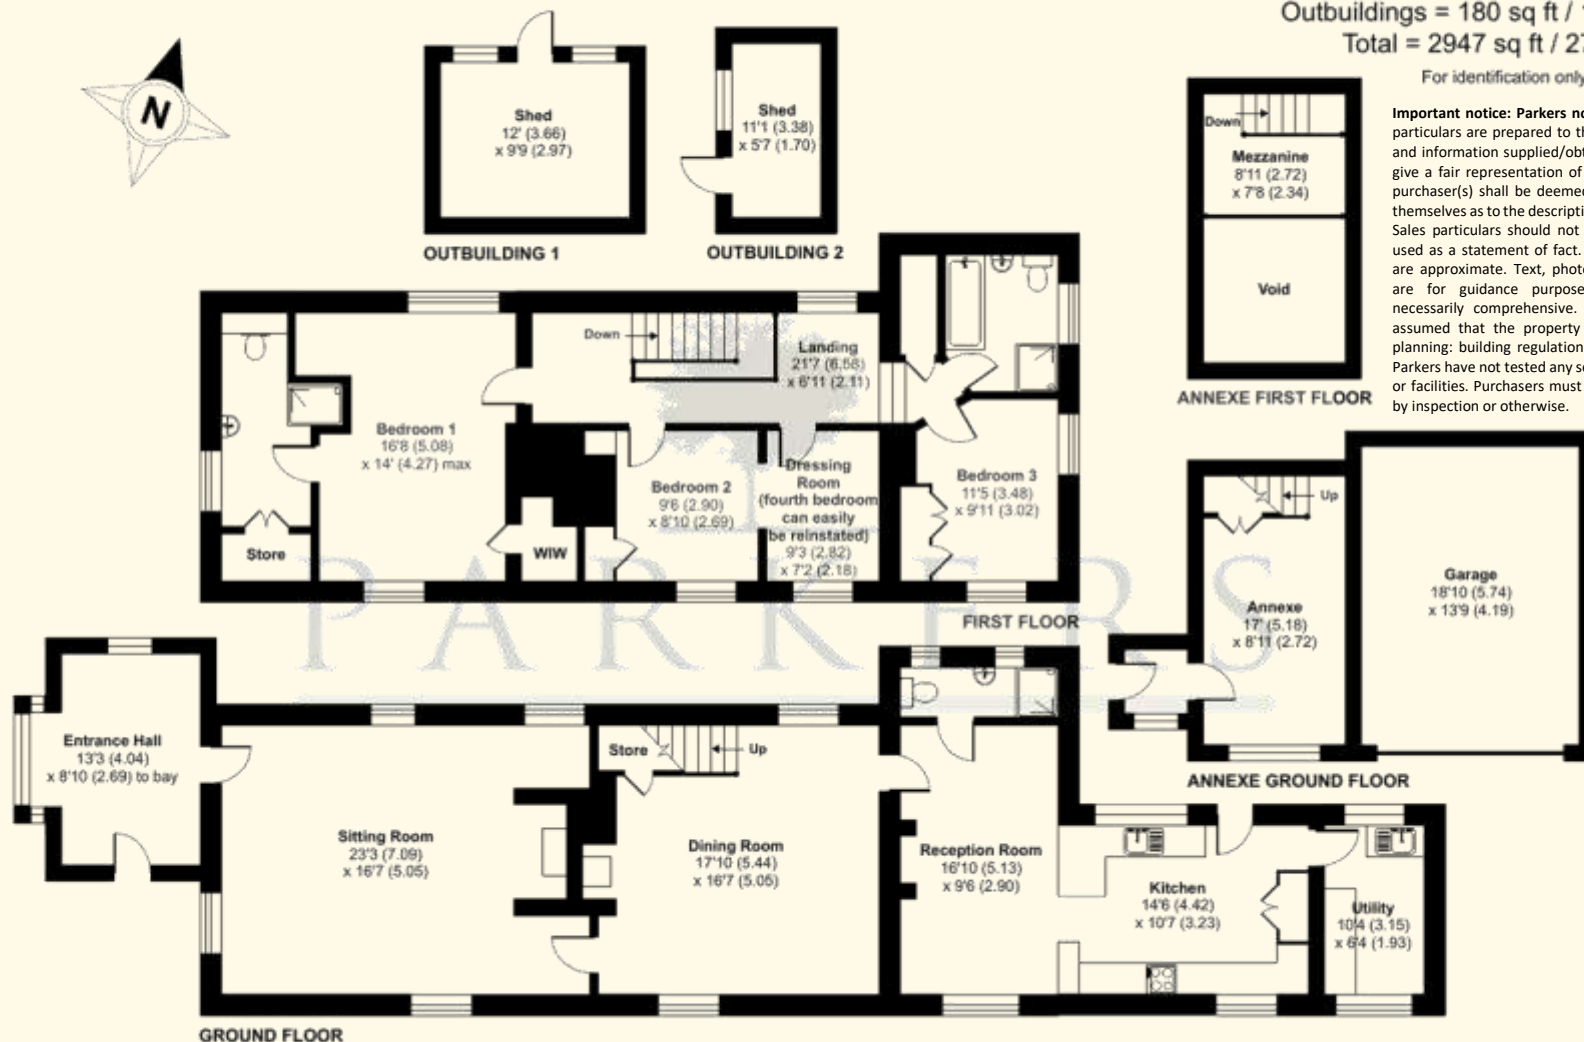 Outbuildings = 180 sq ft /
Total = 2947 sq ft /
For identification only
Important notice: Parkers
particulars are prepared to
and information
give a fair representation of
purchaser(s) shall be deemed
themselves as to the
Sales particulars should not
used as a statement of fact.
are approximate. Text,
are for guidance
necessarily comprehensive.
assumed that the property
planning: building
Parkers have not tested any
or facilities. Purchasers must
by inspection or otherwise.
N
Shed
12' (3.66)
x 9'9 (2.97)
OUTBUILDING 1
Shed
11'1 (3.38)
x 5'7 (1.70)
OUTBUILDING 2
Down
Mezzanine
8'11 (2.72)
x 7'8 (2.34)
Void
ANNEXE FIRST FLOOR
Bedroom 1
16'8 (5.08)
x 14' (4.27) max
Store
WIW
Down
Landing
21'7 (6.58)
x 6'11 (2.11)
Bedroom 2
9'6 (2.90)
x 8'10 (2.69)
Dressing
Room
(fourth bedroom
can easily
be reinstated)
9'3 (2.82)
x 7'2 (2.18)
Bedroom 3
11'5 (3.48)
x 9'11 (3.02)
FIRST FLOOR
PARKERS
Up
Annexe
17' (5.18)
x 8'11 (2.72)
Garage
18'10 (5.74)
x 13'9 (4.19)
ANNEXE GROUND FLOOR
Entrance Hall
13'3 (4.04)
x 8'10 (2.69) to bay
Sitting Room
23'3 (7.09)
x 16'7 (5.05)
Store
Up
Dining Room
17'10 (5.44)
x 16'7 (5.05)
Reception Room
16'10 (5.13)
x 9'6 (2.90)
Kitchen
14'6 (4.42)
x 10'7 (3.23)
Utility
10'4 (3.15)
x 6'4 (1.93)
GROUND FLOOR